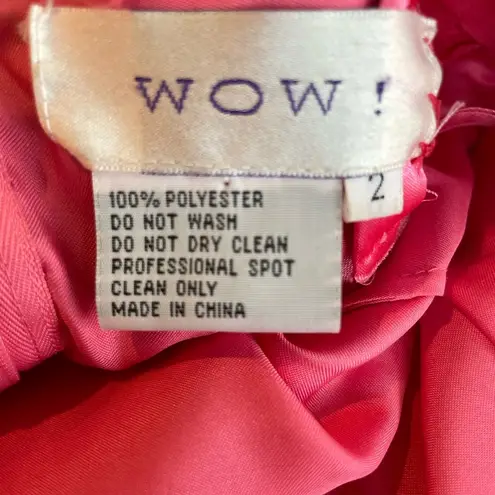 WOW!
2
100% POLYESTER
DO NOT WASH
DO NOT DRY CLEAN
PROFESSIONAL SPOT
CLEAN ONLY
MADE IN CHINA